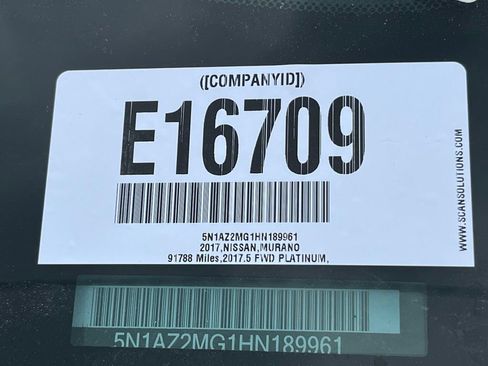 ([COMPANYID])
E16709
5N1AZ2MG1HN189961
2017,NISSAN,MURANO
91788 Miles,2017.5 FWD PLATINUM,
WWW.SCANSOLUTIONS.COM
5N1AZ2MG1HN189961